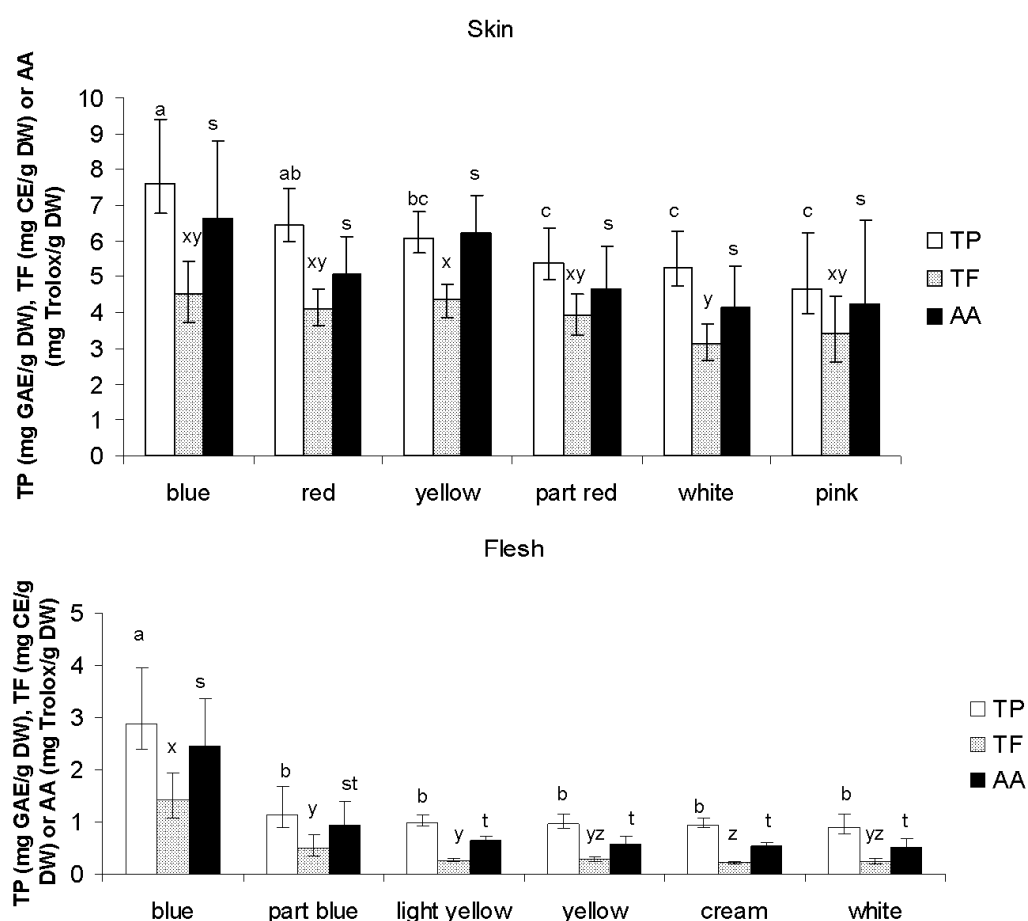 Skin
TP (mg GAE/g DW), TF (mg CE/g DW) or AA
(mg Trolox/g DW)
10
9
8
7
6
5
4
3
2
1
0
a
xy
s
ab
xy
s
bc
x
s
c
xy
s
c
y
s
c
xy
s
TP
TF
AA
blue
red
yellow
part red
white
pink
Flesh
TP (mg GAE/g DW), TF (mg CE/g
DW) or AA (mg Trolox/g DW)
5
4
3
2
1
0
a
x
s
b
y
st
b
y
t
b
yz
t
b
z
t
b
yz
t
TP
TF
AA
blue
part blue
light yellow
yellow
cream
white